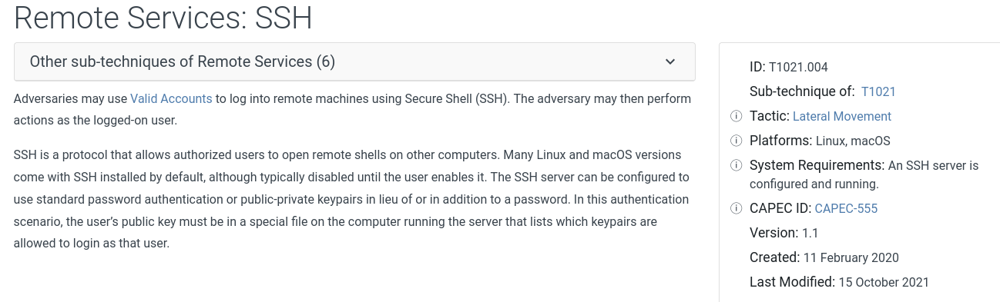 Remote Services: SSH
Other sub-techniques of Remote Services (6)
Adversaries may use Valid Accounts to log into remote machines using Secure Shell (SSH). The adversary may then perform
actions as the logged-on user.
SSH is a protocol that allows authorized users to open remote shells on other computers. Many Linux and macOS versions
come with SSH installed by default, although typically disabled until the user enables it. The SSH server can be configured to
use standard password authentication or public-private keypairs in lieu of or in addition to a password. In this authentication
scenario, the user’s public key must be in a special file on the computer running the server that lists which keypairs are
allowed to login as that user.
ID: T1021.004
Sub-technique of: T1021
Tactic: Lateral Movement
Platforms: Linux, macOS
System Requirements: An SSH server is
configured and running.
CAPEC ID: CAPEC-555
Version: 1.1
Created: 11 February 2020
Last Modified: 15 October 2021